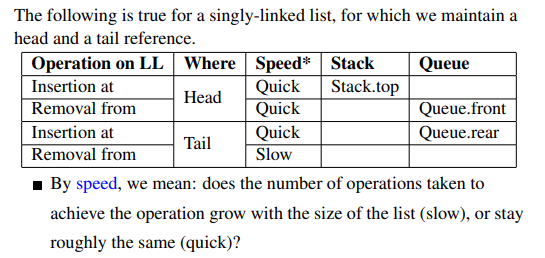 The following is true for a singly-linked list, for which we maintain a
head and a tail reference.
Operation on LL Where Speed* Stack Queue
Insertion at Head Quick Stack.top
Removal from Quick Queue.front
Insertion at Tail Quick Queue.rear
Removal from Slow
■ By speed, we mean: does the number of operations taken to
achieve the operation grow with the size of the list (slow), or stay
roughly the same (quick)?